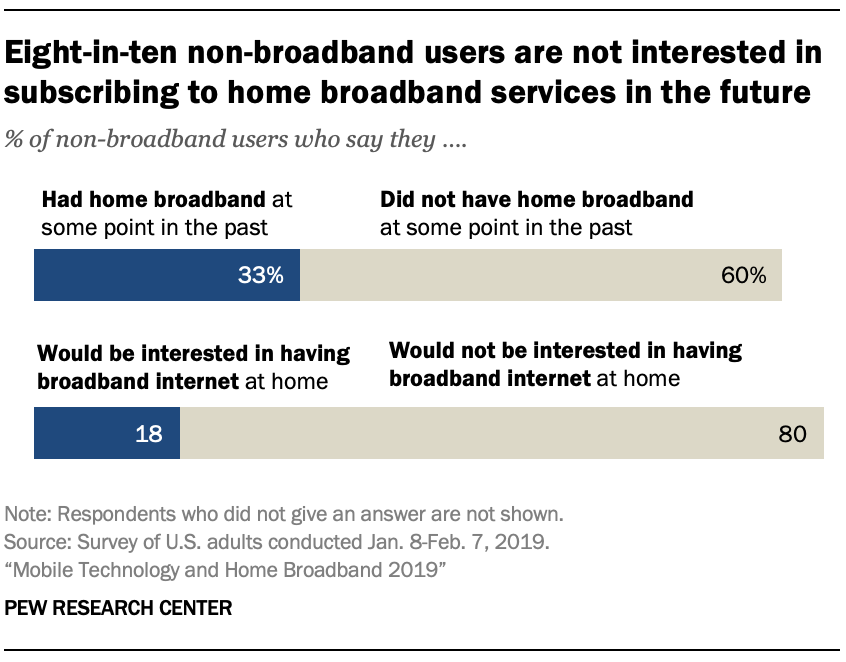 Eight-in-ten non-broadband users are not interested in
subscribing to home broadband services in the future
% of non-broadband users who say they ....
Had home broadband at
some point in the past
Did not have home broadband
at some point in the past
33%
60%
Would be interested in having
broadband internet at home
Would not be interested in having
broadband internet at home
18
80
Note: Respondents who did not give an answer are not shown.
Source: Survey of U.S. adults conducted Jan. 8-Feb. 7, 2019.
“Mobile Technology and Home Broadband 2019”
PEW RESEARCH CENTER